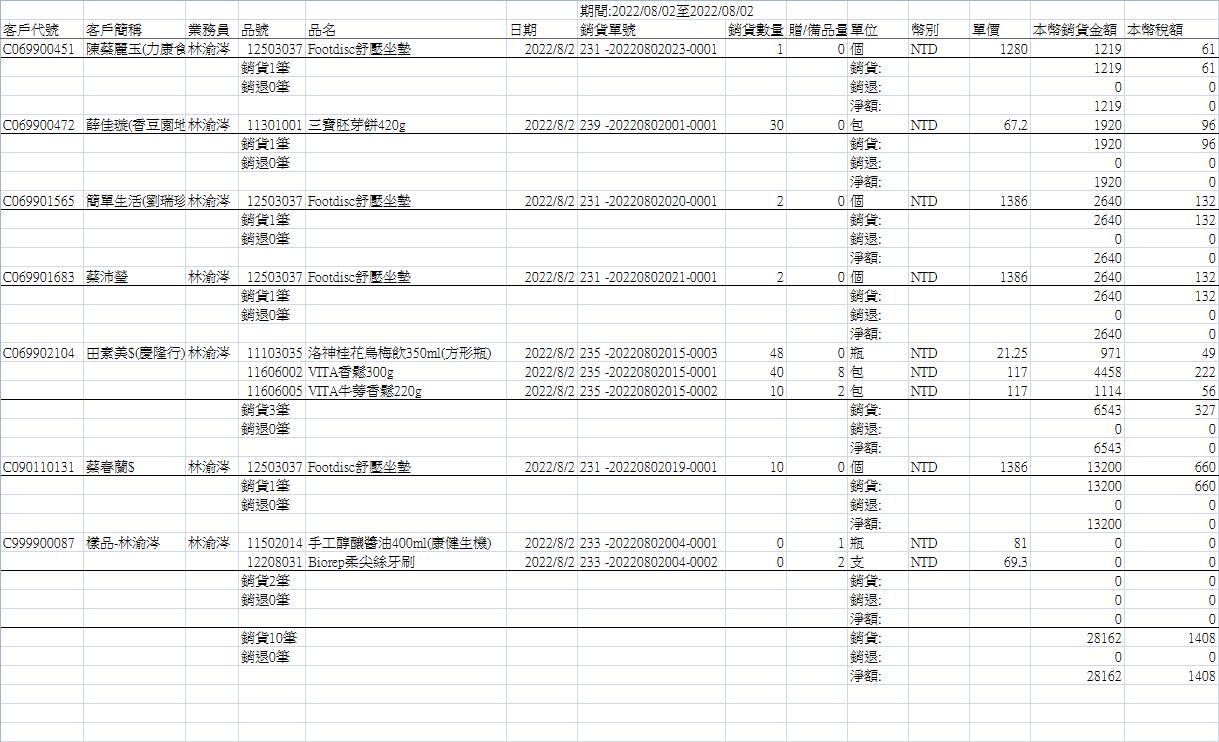 期間:2022/08/02至2022/08/02
客戶代號 客戶簡稱 業務員 品號 品名 日期 銷貨單號 銷貨數量 贈/備品量 單位 幣別 單價 本幣銷貨金額 本幣稅額
C069900451 陳蔡麗玉(力康食 林渝涔 12503037 Footdisc舒壓坐墊 2022/8/2 231 -20220802023-0001 1 0 個 NTD 1280 1219 61
銷貨1筆 銷貨: 1219 61
銷退0筆 銷退: 0 0
淨額: 1219 0
C069900472 薛佳璇(香豆園地 林渝涔 11301001 三寶胚芽餅420g 2022/8/2 239 -20220802001-0001 30 0 包 NTD 67.2 1920 96
銷貨1筆 銷貨: 1920 96
銷退0筆 銷退: 0 0
淨額: 1920 0
C069901565 簡單生活(劉瑞珍 林渝涔 12503037 Footdisc舒壓坐墊 2022/8/2 231 -20220802020-0001 2 0 個 NTD 1386 2640 132
銷貨1筆 銷貨: 2640 132
銷退0筆 銷退: 0 0
淨額: 2640 0
C069901683 蔡沛瑩 林渝涔 12503037 Footdisc舒壓坐墊 2022/8/2 231 -20220802021-0001 2 0 個 NTD 1386 2640 132
銷貨1筆 銷貨: 2640 132
銷退0筆 銷退: 0 0
淨額: 2640 0
C069902104 田素美$(慶隆行) 林渝涔 11103035 洛神桂花烏梅飲350ml(方形瓶) 2022/8/2 235 -20220802015-0003 48 0 瓶 NTD 21.25 971 49
11606002 VITA香鬆300g 2022/8/2 235 -20220802015-0001 40 8 包 NTD 117 4458 222
11606005 VITA牛蒡香鬆220g 2022/8/2 235 -20220802015-0002 10 2 包 NTD 117 1114 56
銷貨3筆 銷貨: 6543 327
銷退0筆 銷退: 0 0
淨額: 6543 0
C090110131 蔡春蘭$ 林渝涔 12503037 Footdisc舒壓坐墊 2022/8/2 231 -20220802019-0001 10 0 個 NTD 1386 13200 660
銷貨1筆 銷貨: 13200 660
銷退0筆 銷退: 0 0
淨額: 13200 0
C999900087 樣品-林渝涔 林渝涔 11502014 手工醇釀醬油400ml(康健生機) 2022/8/2 233 -20220802004-0001 0 1 瓶 NTD 81 0 0
12208031 Biorep柔尖絲牙刷 2022/8/2 233 -20220802004-0002 0 2 支 NTD 69.3 0 0
銷貨2筆 銷貨: 0 0
銷退0筆 銷退: 0 0
淨額: 0 0
銷貨10筆 銷貨: 28162 1408
銷退0筆 銷退: 0 0
淨額: 28162 1408